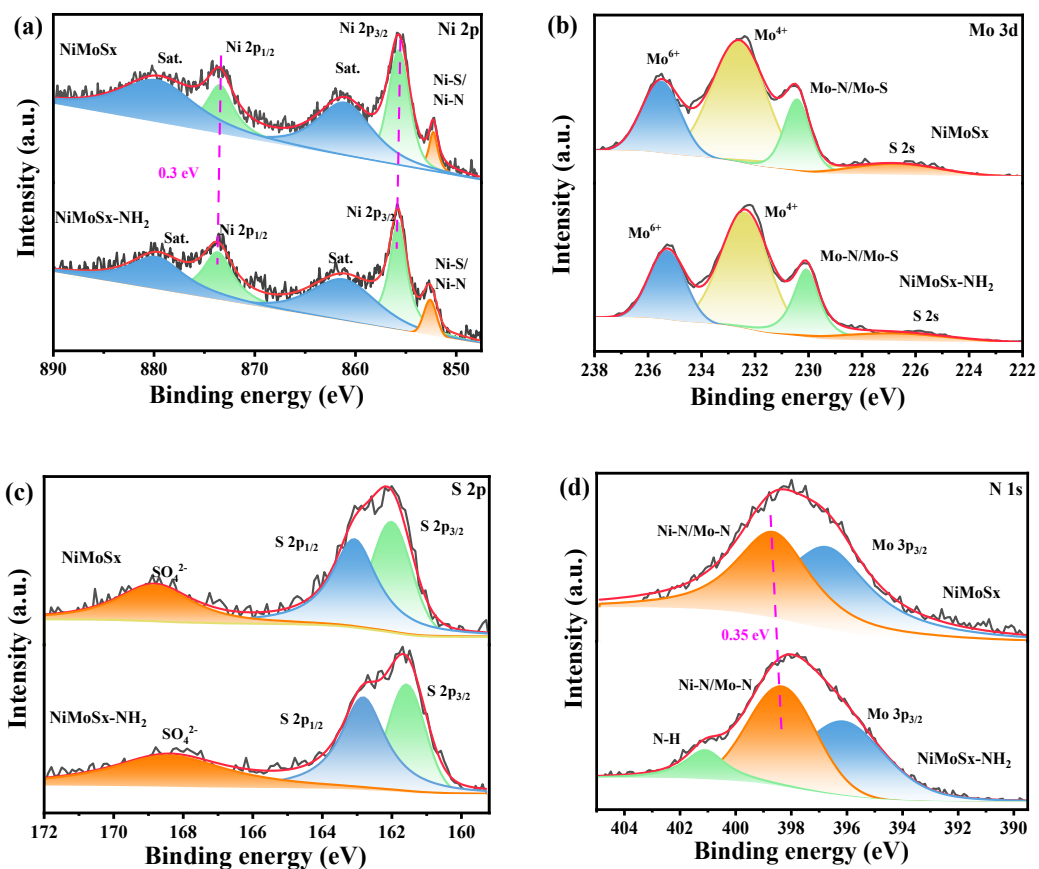 (a)
NiMoSx
Ni 2p₁/₂
Ni 2p₃/₂
Ni 2p
Sat.
Sat.
Ni-S/
Ni-N
0.3 eV
NiMoSx-NH₂
Sat.
Ni 2p₁/₂
Ni 2p₃/₂
Sat.
Ni-S/
Ni-N
Intensity (a.u.)
890 880 870 860 850
Binding energy (eV)
(b)
Mo 3d
Mo⁶⁺
Mo⁴⁺
Mo-N/Mo-S
NiMoSx
S 2s
Mo⁶⁺
Mo⁴⁺
Mo-N/Mo-S
NiMoSx-NH₂
S 2s
Intensity (a.u.)
238 236 234 232 230 228 226 224 222
Binding energy (eV)
(c)
S 2p
NiMoSx
SO₄²⁻
S 2p₁/₂
S 2p₃/₂
NiMoSx-NH₂
SO₄²⁻
S 2p₁/₂
S 2p₃/₂
Intensity (a.u.)
172 170 168 166 163 162 160
Binding energy (eV)
(d)
N 1s
Ni-N/Mo-N
Mo 3p₃/₂
NiMoSx
0.35 eV
Ni-N/Mo-N
Mo 3p₃/₂
N-H
NiMoSx-NH₂
Intensity (a.u.)
404 402 400 398 396 394 392 390
Binding energy (eV)